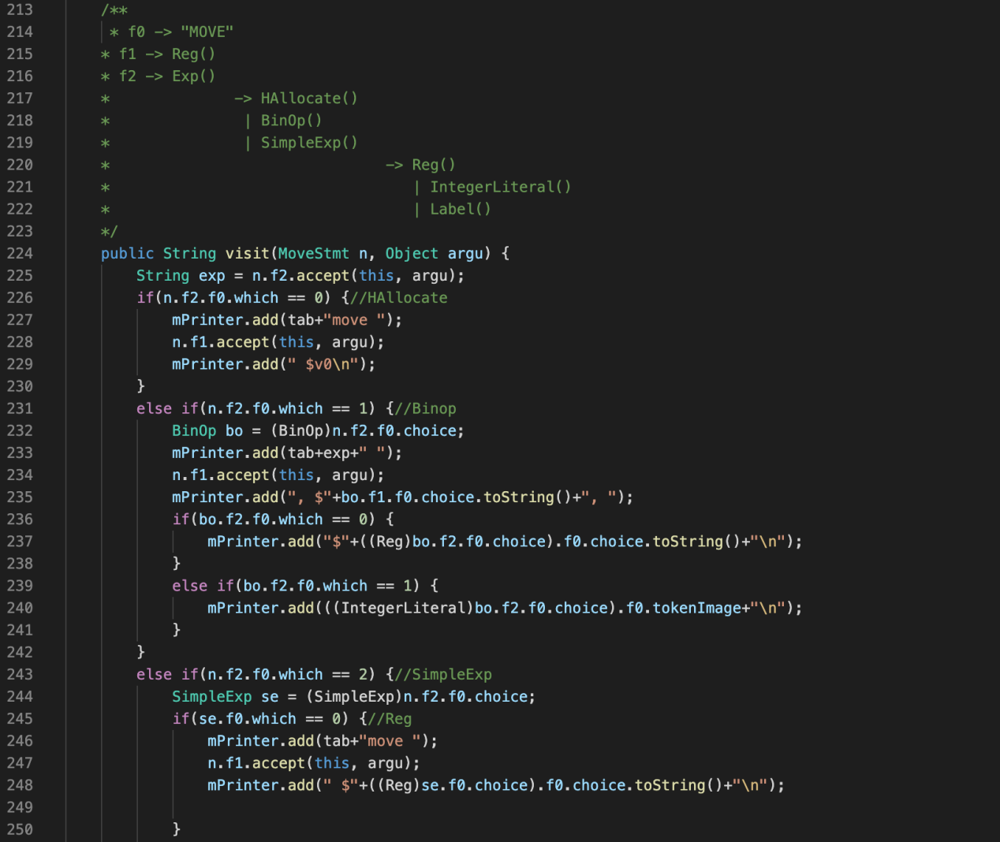 213 /**
214 * f0 -> "MOVE"
215 * f1 -> Reg()
216 * f2 -> Exp()
217 * -> HAllocate()
218 * | BinOp()
219 * | SimpleExp()
220 * -> Reg()
221 * | IntegerLiteral()
222 * | Label()
223 */
224 public String visit(MoveStmt n, Object argu) {
225 String exp = n.f2.accept(this, argu);
226 if(n.f2.f0.which == 0) {//HAllocate
227 mPrinter.add(tab+"move ");
228 n.f1.accept(this, argu);
229 mPrinter.add(" $v0\n");
230 }
231 else if(n.f2.f0.which == 1) {//Binop
232 BinOp bo = (BinOp)n.f2.f0.choice;
233 mPrinter.add(tab+exp+" ");
234 n.f1.accept(this, argu);
235 mPrinter.add(", $"+bo.f1.f0.choice.toString()+", ");
236 if(bo.f2.f0.which == 0) {
237 mPrinter.add("$"+((Reg)bo.f2.f0.choice).f0.choice.toString()+"\n");
238 }
239 else if(bo.f2.f0.which == 1) {
240 mPrinter.add(((IntegerLiteral)bo.f2.f0.choice).f0.tokenImage+"\n");
241 }
242 }
243 else if(n.f2.f0.which == 2) {//SimpleExp
244 SimpleExp se = (SimpleExp)n.f2.f0.choice;
245 if(se.f0.which == 0) {//Reg
246 mPrinter.add(tab+"move ");
247 n.f1.accept(this, argu);
248 mPrinter.add(" $"+((Reg)se.f0.choice).f0.choice.toString()+"\n");
249
250 }